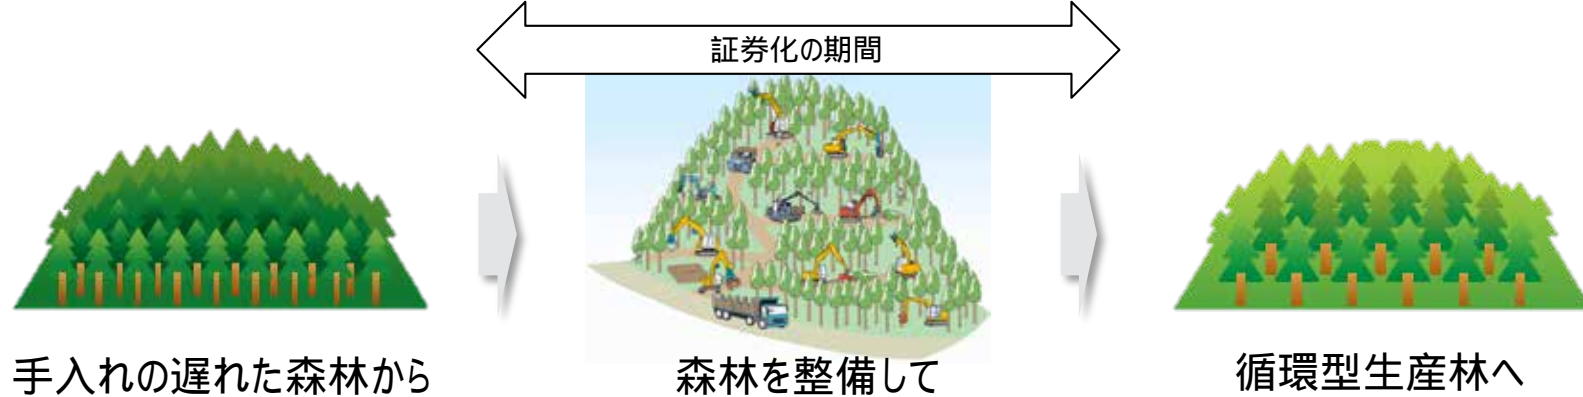 証券化の期間
手入れの遅れた森林から
森林を整備して
循環型生産林へ